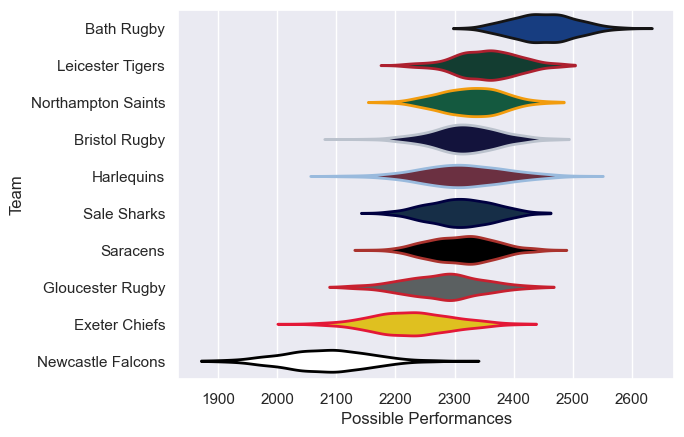 Bath Rugby
Leicester Tigers
Northampton Saints
Bristol Rugby
Harlequins
Sale Sharks
Saracens
Gloucester Rugby
Exeter Chiefs
Newcastle Falcons
Team
1900 2000 2100 2200 2300 2400 2500 2600
Possible Performances